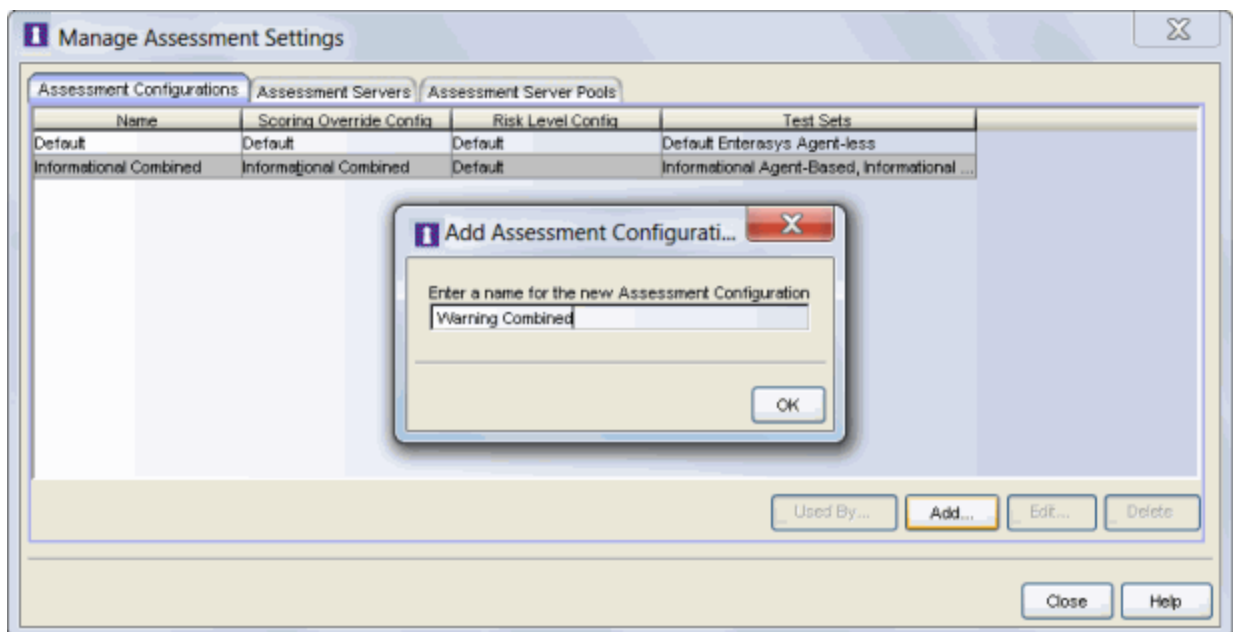 Manage Assessment Settings
Assessment Configurations Assessment Servers Assessment Server Pools
Name Scoring Override Config Risk Level Config Test Sets
Default Default Default Default Enterasys Agent-less
Informational Combined Informational Combined Default Informational Agent-Based, Informational ...
Add Assessment Configurati...
Enter a name for the new Assessment Configuration
Warning Combined
OK
Used By... Add... Edit... Delete
Close Help